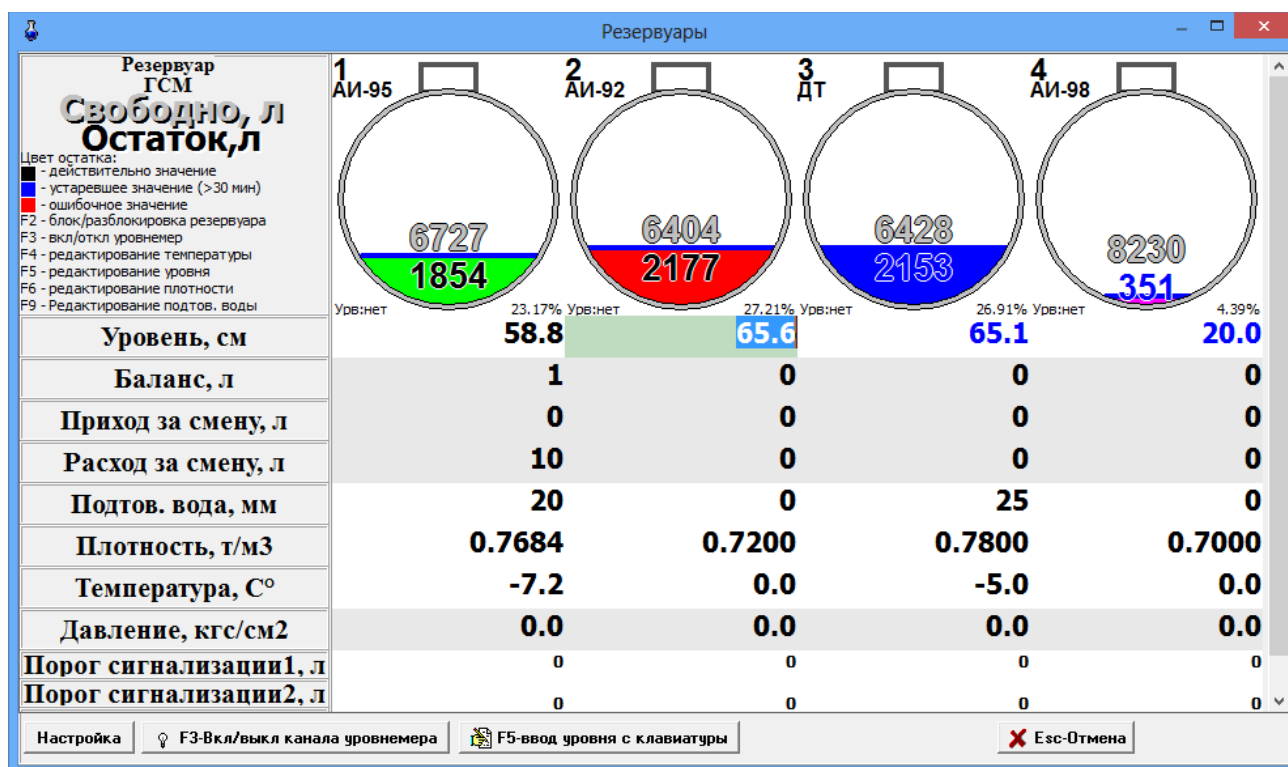 Резервуары
Резервуар
ГСМ
Свободно, л
Остаток,л
Цвет остатка:
- действительно значение
- устаревшее значение (>30 мин)
- ошибочное значение
F2 - блок/разблокировка резервуара
F3 - вкл/откл уровнемер
F4 - редактирование температуры
F5 - редактирование уровня
F6 - редактирование плотности
F9 - Редактирование подтов. воды
1 2 3 4
АИ-95 АИ-92 ДТ АИ-98
6727 6404 6428 8230
1854 2177 2153 351
Урв:нет 23.17% Урв:нет 27.21% Урв:нет 26.91% Урв:нет 4.39%
Уровень, см 58.8 65.6 65.1 20.0
Баланс, л 1 0 0 0
Приход за смену, л 0 0 0 0
Расход за смену, л 10 0 0 0
Подтов. вода, мм 20 0 25 0
Плотность, т/м3 0.7684 0.7200 0.7800 0.7000
Температура, С° -7.2 0.0 -5.0 0.0
Давление, кгс/см2 0.0 0.0 0.0 0.0
Порог сигнализации1, л 0 0 0 0
Порог сигнализации2, л 0 0 0 0
Настройка F3-Вкл/выкл канала уровнемера F5-ввод уровня с клавиатуры Esc-Отмена